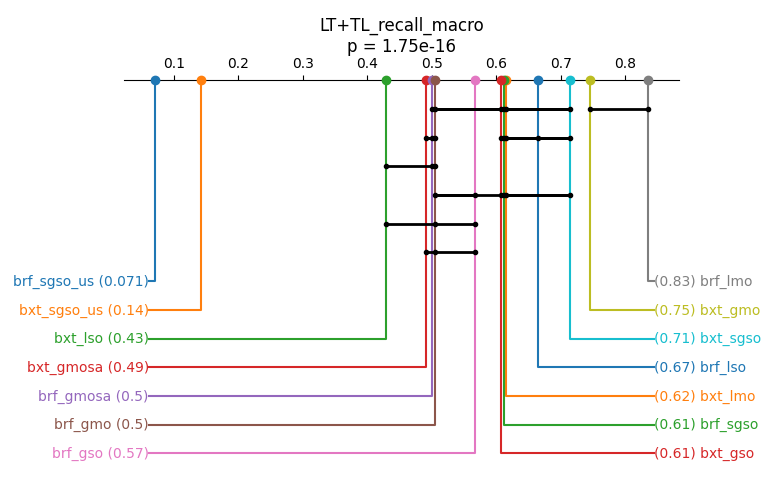 LT+TL_recall_macro
p = 1.75e-16
0.1 0.2 0.3 0.4 0.5 0.6 0.7 0.8
brf_sgso_us (0.071) (0.83) brf_lmo
bxt_sgso_us (0.14) (0.75) bxt_gmo
bxt_lso (0.43) (0.71) bxt_sgso
bxt_gmosa (0.49) (0.67) brf_lso
brf_gmosa (0.5) (0.62) bxt_lmo
brf_gmo (0.5) (0.61) brf_sgso
brf_gso (0.57) (0.61) bxt_gso